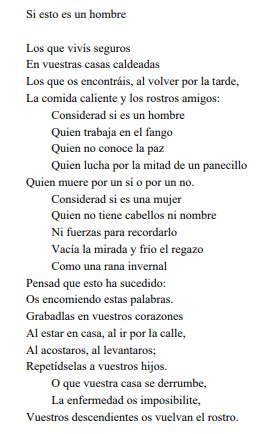 Si esto es un hombre

Los que vivís seguros
En vuestras casas caldeadas
Los que os encontráis, al volver por la tarde,
La comida caliente y los rostros amigos:
Considerad si es un hombre
Quien trabaja en el fango
Quien no conoce la paz
Quien lucha por la mitad de un panecillo
Quien muere por un sí o por un no.
Considerad si es una mujer
Quien no tiene cabellos ni nombre
Ni fuerzas para recordarlo
Vacía la mirada y frío el regazo
Como una rana invernal
Pensad que esto ha sucedido:
Os encomiendo estas palabras.
Grabadlas en vuestros corazones
Al estar en casa, al ir por la calle,
Al acostaros, al levantaros;
Repetídselas a vuestros hijos.
O que vuestra casa se derrumbe,
La enfermedad os imposibilite,
Vuestros descendientes os vuelvan el rostro.